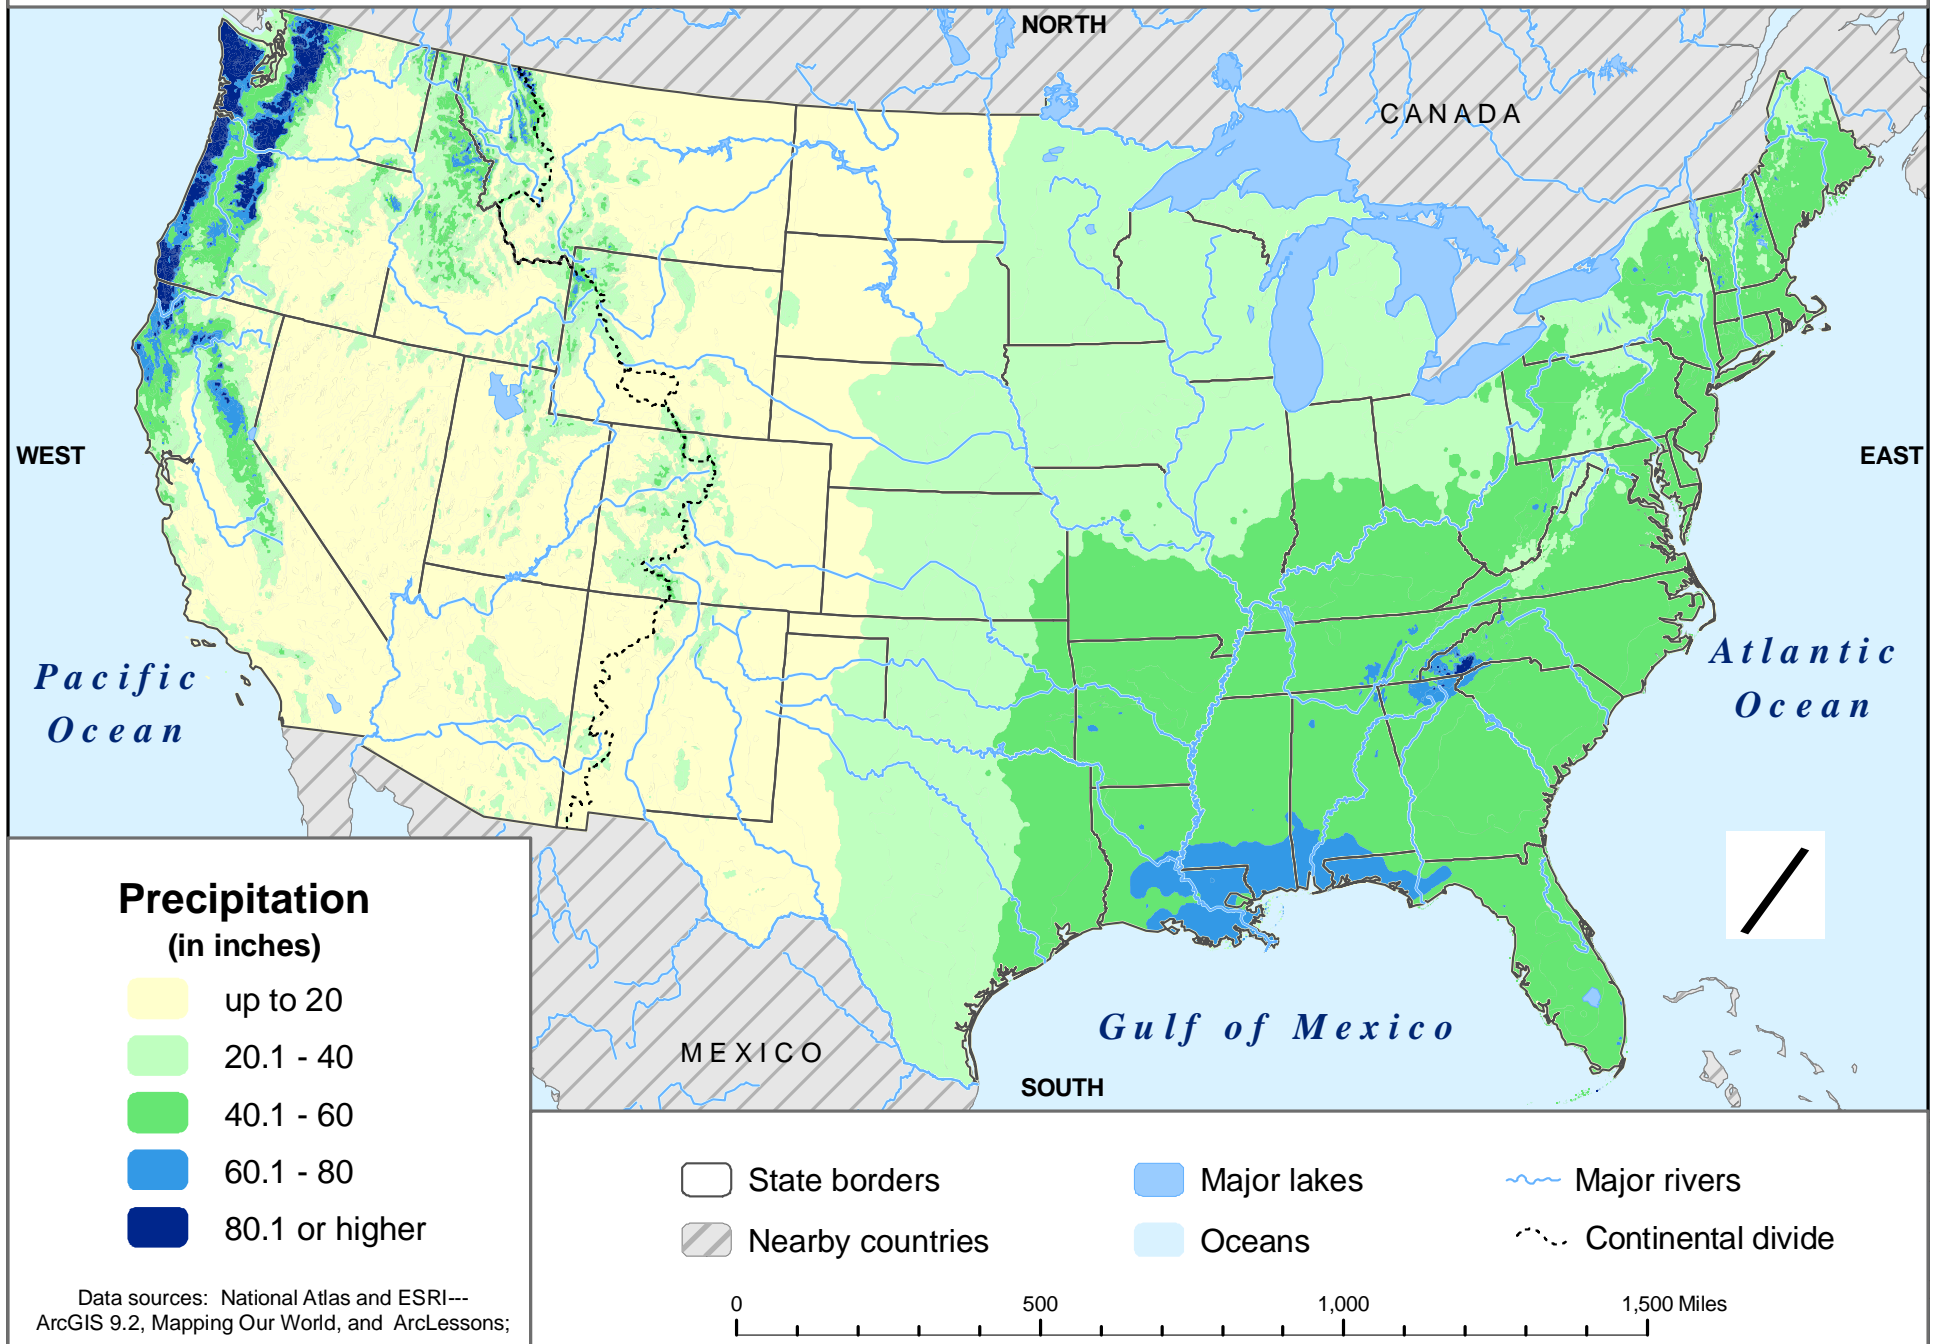 NORTH
CANADA
WEST
EAST
Pacific
Ocean
Atlantic
Ocean
Gulf of Mexico
MEXICO
SOUTH
Precipitation
(in inches)
up to 20
20.1 - 40
40.1 - 60
60.1 - 80
80.1 or higher
Data sources: National Atlas and ESRI---
ArcGIS 9.2, Mapping Our World, and ArcLessons;
State borders
Major lakes
Major rivers
Nearby countries
Oceans
Continental divide
0 500 1,000 1,500 Miles